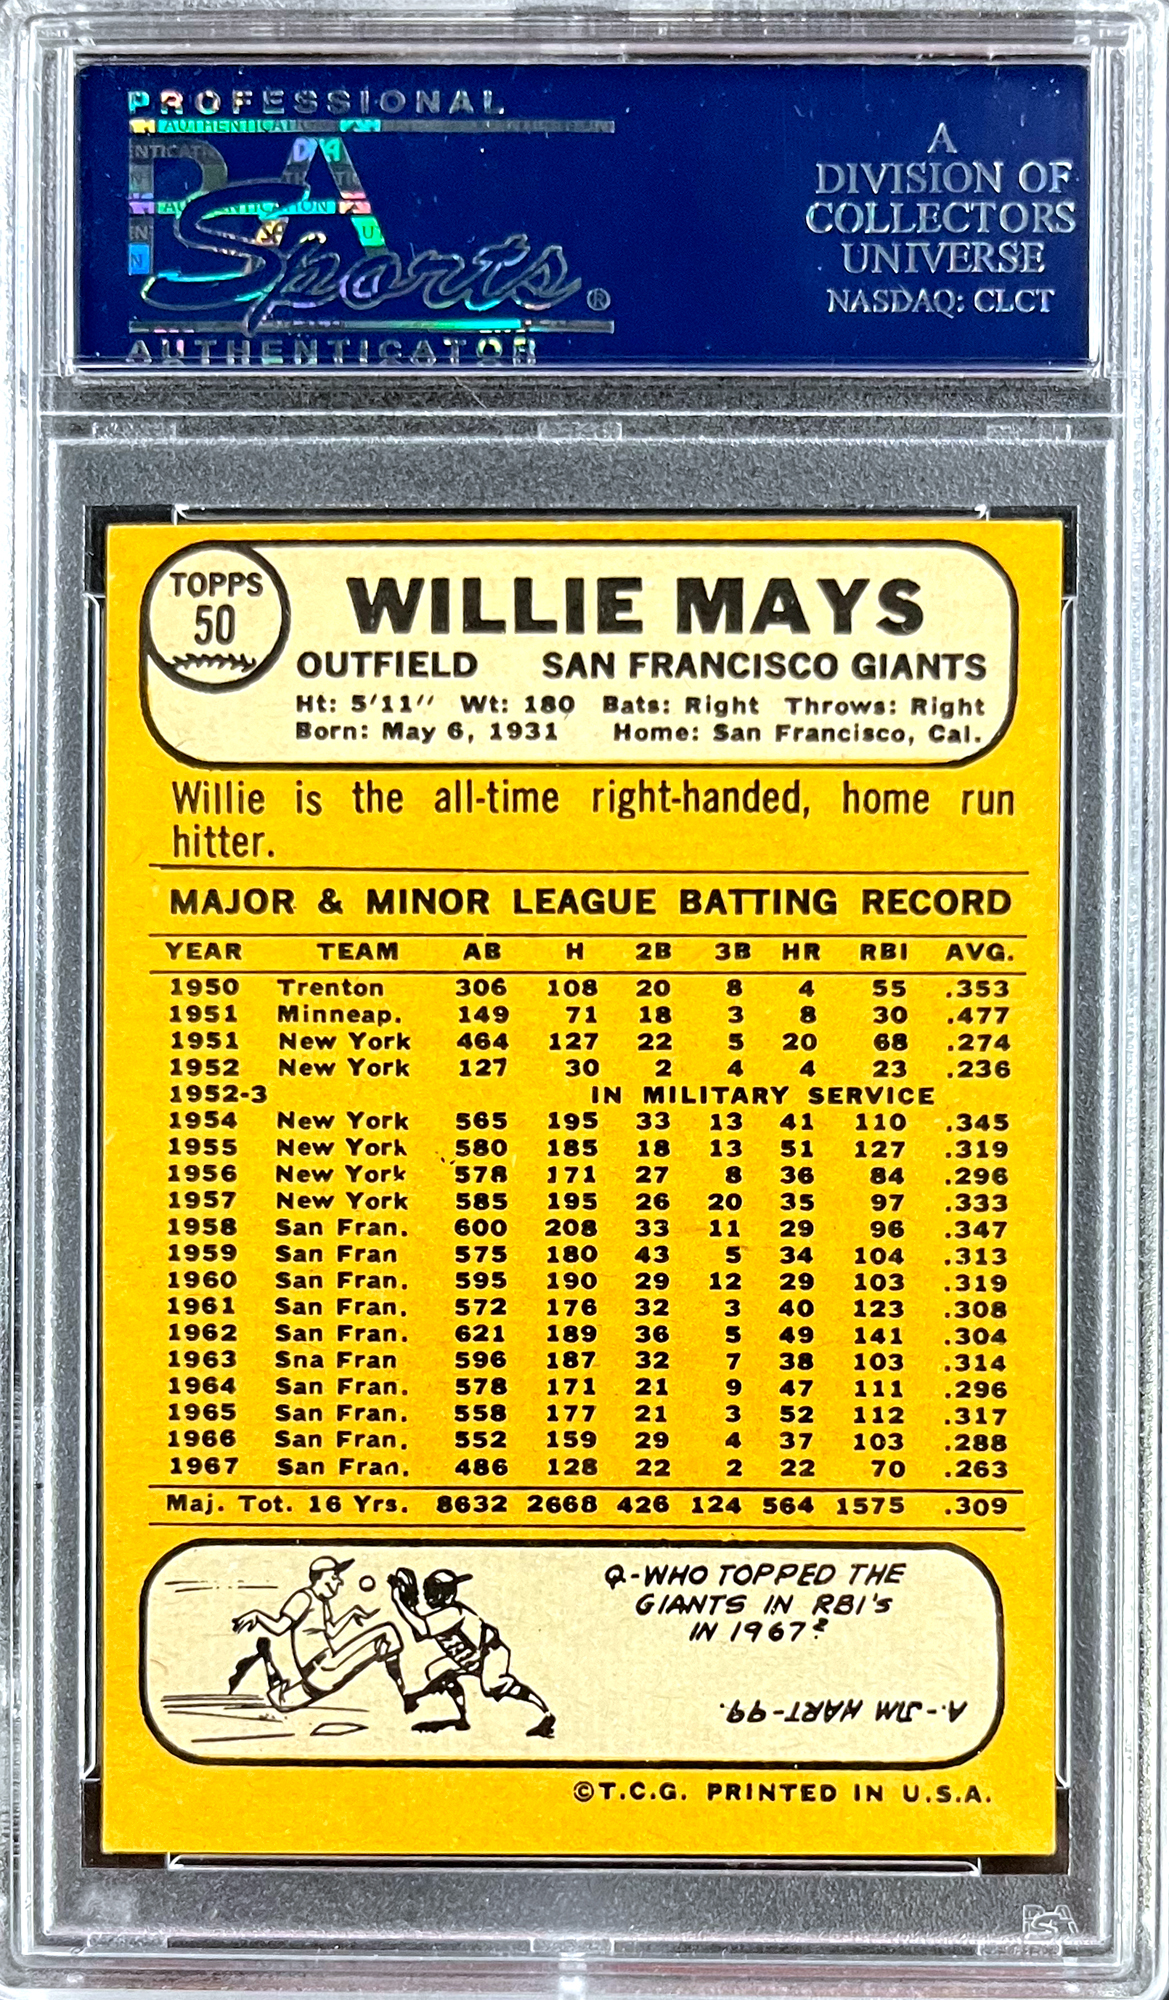 PROFESSIONAL
PSA
Sports®
AUTHENTICATOR
A
DIVISION OF
COLLECTORS
UNIVERSE
NASDAQ: CLCT
TOPPS
50
WILLIE MAYS
OUTFIELD SAN FRANCISCO GIANTS
Ht: 5'11" Wt: 180 Bats: Right Throws: Right
Born: May 6, 1931 Home: San Francisco, Cal.
Willie is the all-time right-handed, home run
hitter.
MAJOR & MINOR LEAGUE BATTING RECORD
YEAR TEAM AB H 2B 3B HR RBI AVG.
1950 Trenton 306 108 20 8 4 55 .353
1951 Minneap. 149 71 18 3 8 30 .477
1951 New York 464 127 22 5 20 68 .274
1952 New York 127 30 2 4 4 23 .236
1952-3 IN MILITARY SERVICE
1954 New York 565 195 33 13 41 110 .345
1955 New York 580 185 18 13 51 127 .319
1956 New York 578 171 27 8 36 84 .296
1957 New York 585 195 26 20 35 97 .333
1958 San Fran. 600 208 33 11 29 96 .347
1959 San Fran 575 180 43 5 34 104 .313
1960 San Fran. 595 190 29 12 29 103 .319
1961 San Fran. 572 176 32 3 40 123 .308
1962 San Fran. 621 189 36 5 49 141 .304
1963 Sna Fran 596 187 32 7 38 103 .314
1964 San Fran. 578 171 21 9 47 111 .296
1965 San Fran. 558 177 21 3 52 112 .317
1966 San Fran. 552 159 29 4 37 103 .288
1967 San Fran. 486 128 22 2 22 70 .263
Maj. Tot. 16 Yrs. 8632 2668 426 124 564 1575 .309
Q-WHO TOPPED THE
GIANTS IN RBI'S
IN 1967?
A.-JIM HART-99.
©T.C.G. PRINTED IN U.S.A.
PSA